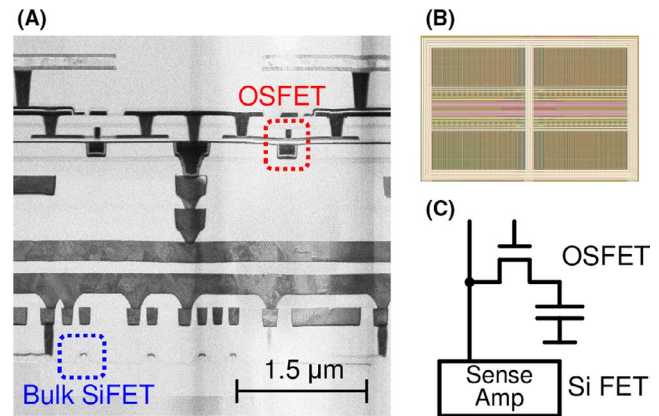 (A)
OSFET
Bulk SiFET
1.5 μm
(B)
(C)
OSFET
Sense
Amp
Si FET